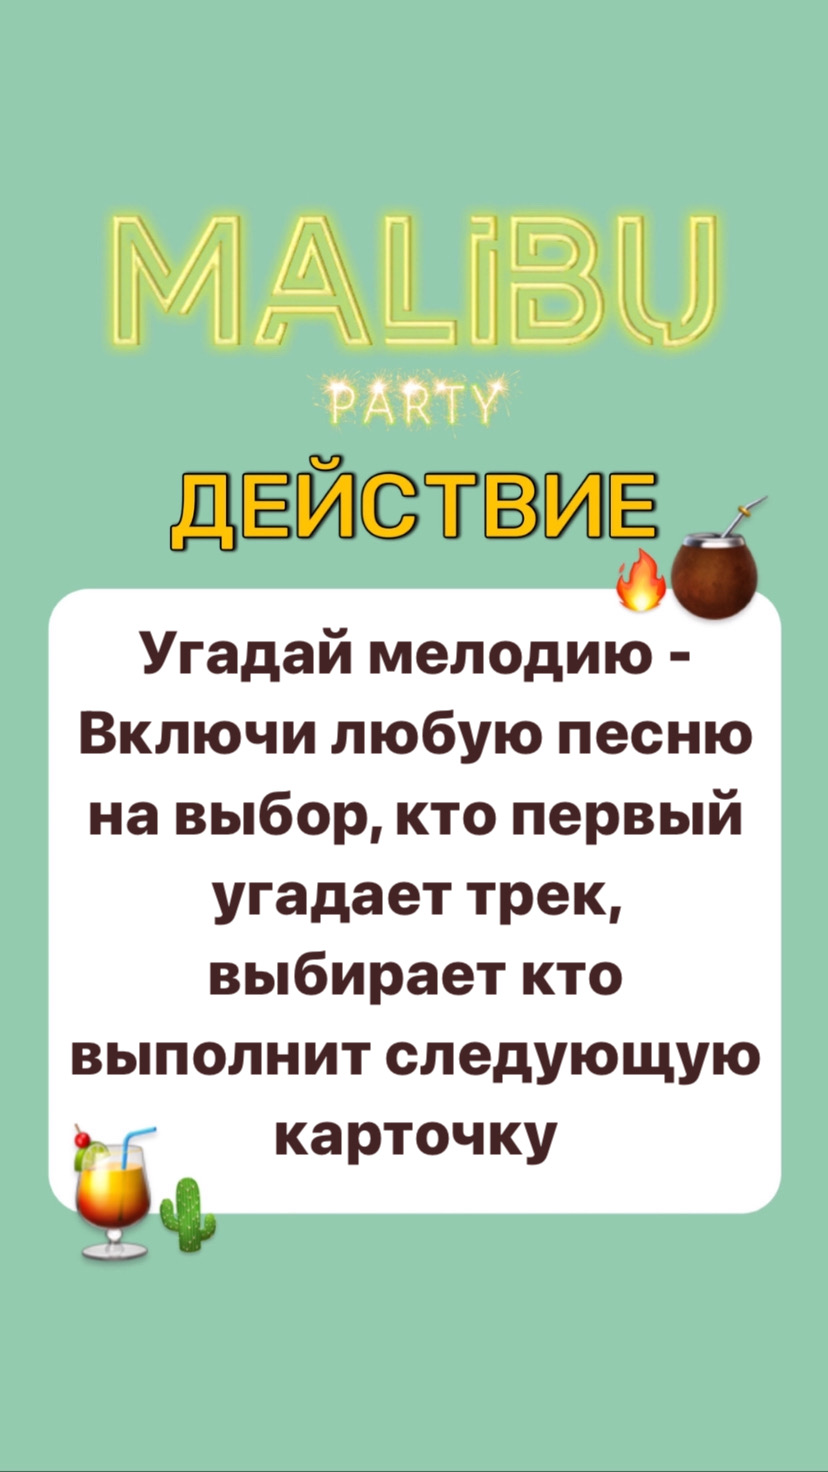 MALiBU
PARTY
ДЕЙСТВИЕ
Угадай мелодию -
Включи любую песню
на выбор, кто первый
угадает трек,
выбирает кто
выполнит следующую
карточку